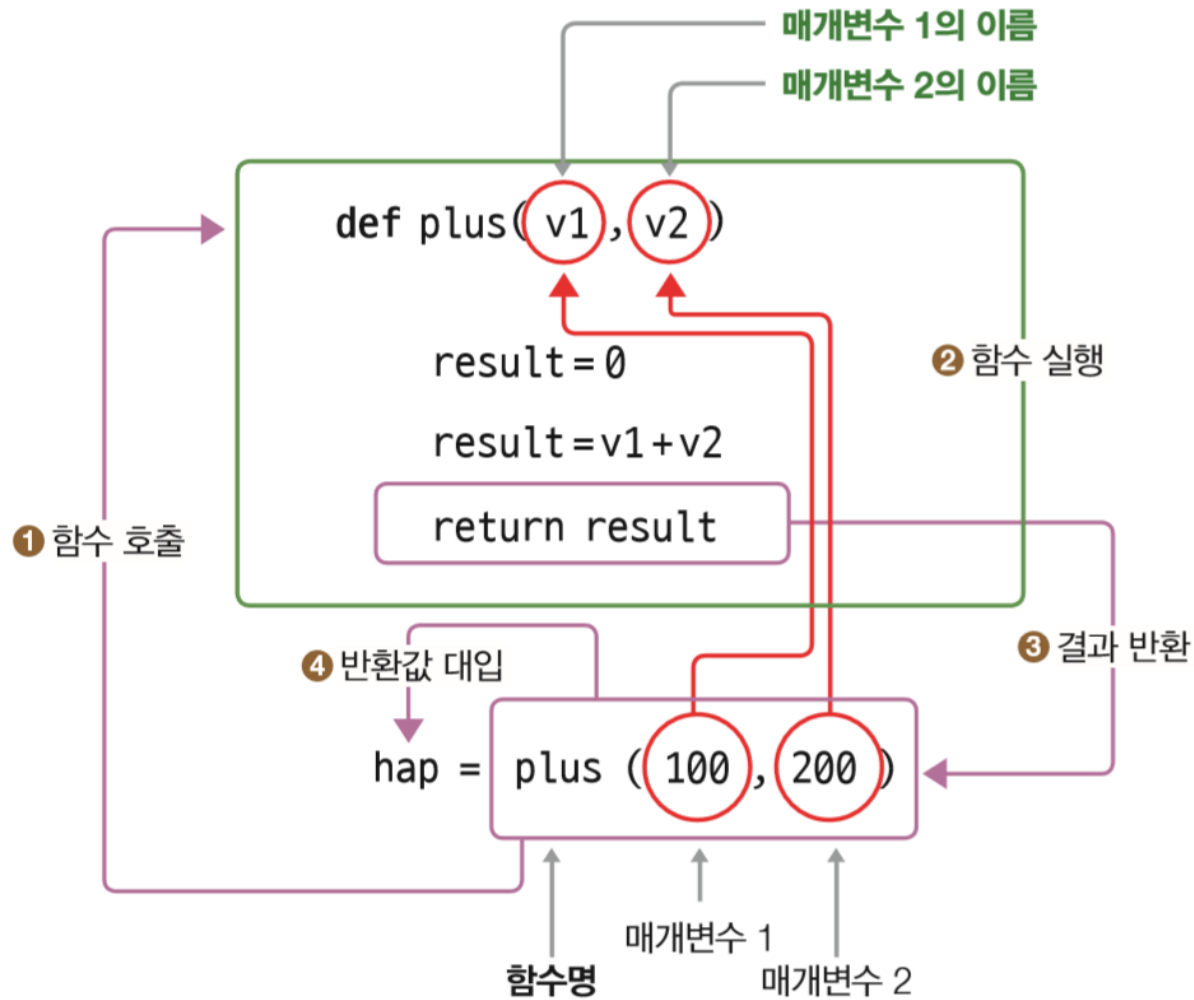 매개변수 1의 이름
매개변수 2의 이름
def plus(v1,v2)
result=0
❷ 함수 실행
result=v1+v2
return result
❶ 함수 호출
❸ 결과 반환
❹ 반환값 대입
hap = plus (100,200)
매개변수 1
함수명
매개변수 2